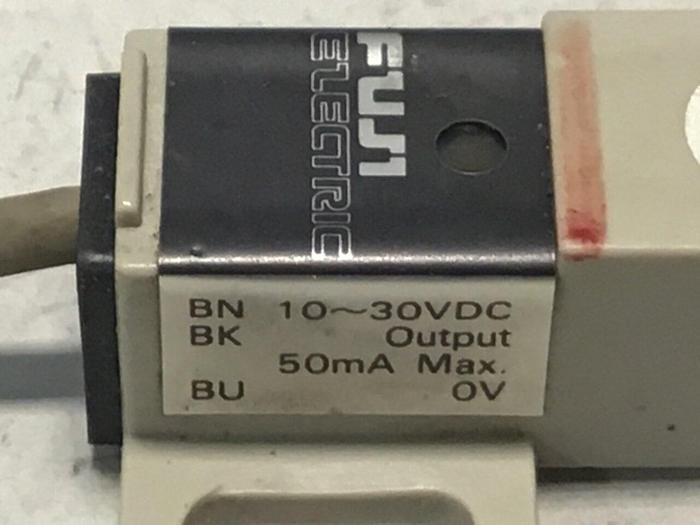 FUJI
ELECTRIC
BN 10~30VDC
BK Output
50mA Max.
BU 0V